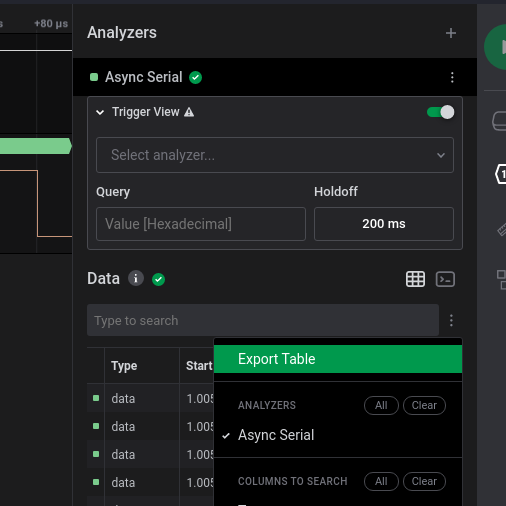 s
+80 µs
Analyzers
Async Serial
Trigger View
Select analyzer...
Query
Holdoff
Value [Hexadecimal]
200 ms
Data
Type to search
Export Table
Type
Start
ANALYZERS
All
Clear
data
1.005
Async Serial
data
1.005
data
1.005
COLUMNS TO SEARCH
All
Clear
data
1.005